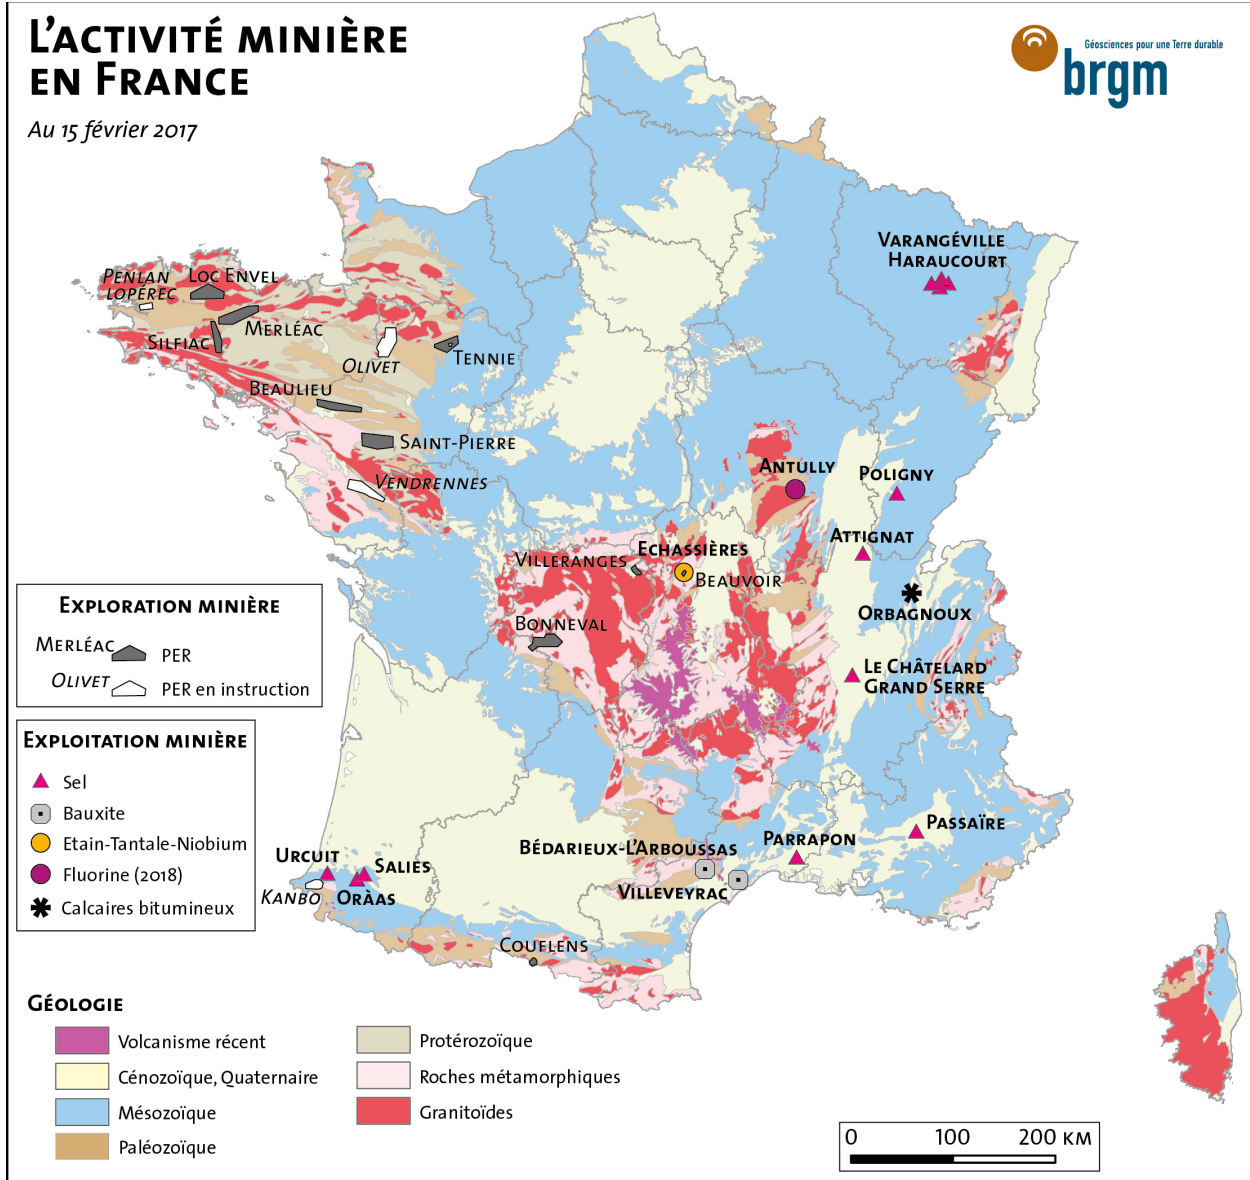 L'ACTIVITÉ MINIÈRE
EN FRANCE
Au 15 février 2017
Géosciences pour une Terre durable
brgm
VARANGÉVILLE
HARAUCOURT
PENLAN
LOPÉREC
LOC ENVEL
MERLÉAC
SILFIAC
OLIVET
TENNIE
BEAULIEU
SAINT-PIERRE
VENDRENNES
ANTULLY
POLIGNY
ATTIGNAT
VILLERANGES
ECHASSIÈRES
BEAUVOIR
ORBAGNOUX
BONNEVAL
LE CHÂTELARD
GRAND SERRE
PASSAÏRE
PARRAPON
BÉDARIEUX-L'ARBOUSSAS
VILLEVEYRAC
URCUIT
SALIES
KANBO
ORÀAS
COUFLENS
EXPLORATION MINIÈRE
MERLÉAC
PER
OLIVET
PER en instruction
EXPLOITATION MINIÈRE
Sel
Bauxite
Etain-Tantale-Niobium
Fluorine (2018)
Calcaires bitumineux
GÉOLOGIE
Volcanisme récent
Cénozoïque, Quaternaire
Mésozoïque
Paléozoïque
Protérozoïque
Roches métamorphiques
Granitoïdes
0 100 200 KM